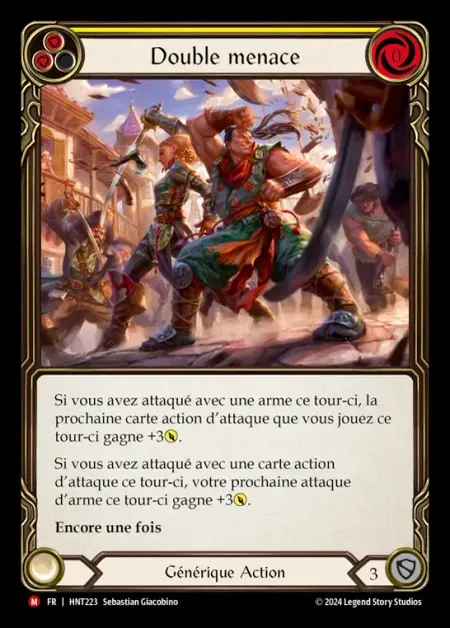 Double menace
0
Si vous avez attaqué avec une arme ce tour-ci, la
prochaine carte action d'attaque que vous jouez ce
tour-ci gagne +3.
Si vous avez attaqué avec une carte action
d'attaque ce tour-ci, votre prochaine attaque
d'arme ce tour-ci gagne +3.
Encore une fois
Générique Action
3
M FR | HNT223 Sebastian Giacobino
© 2024 Legend Story Studios